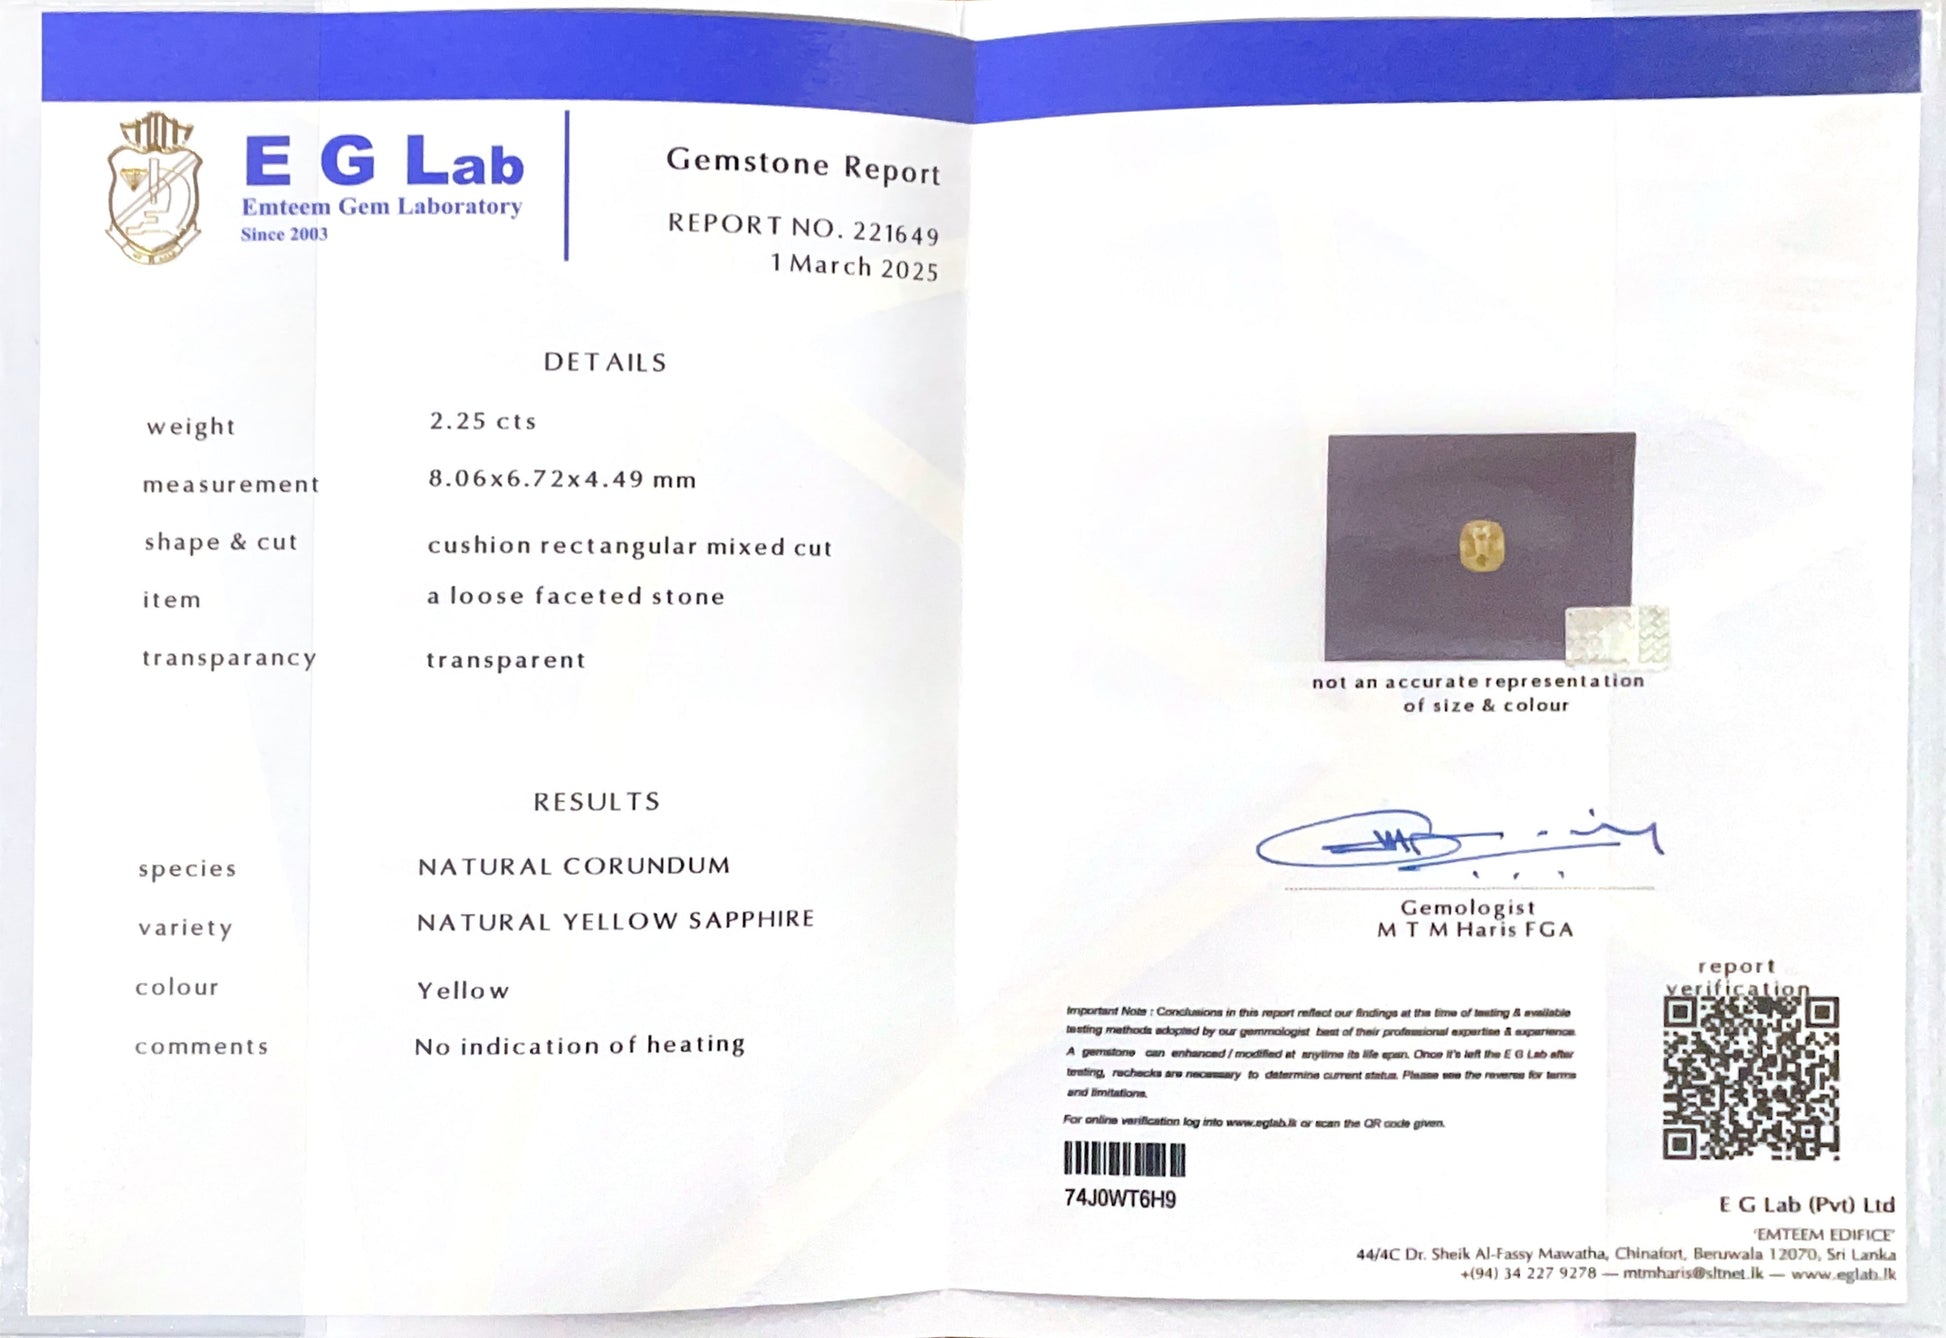 E G Lab
Emteem Gem Laboratory
Since 2003
Gemstone Report
REPORT NO. 221649
1 March 2025
DETAILS
weight 2.25 cts
measurement 8.06x6.72x4.49 mm
shape & cut cushion rectangular mixed cut
item a loose faceted stone
transparancy transparent
RESULTS
species NATURAL CORUNDUM
variety NATURAL YELLOW SAPPHIRE
colour Yellow
comments No indication of heating
not an accurate representation
of size & colour
Gemologist
M T M Haris FGA
report
verification
Important Note : Conclusions in this report reflect our findings at the time of testing & available
testing methods adopted by our gemmologist best of their professional expertise & experience.
A gemstone can enhanced / modified at anytime its life span. Once it's left the E G Lab after
testing, rechecks are necessary to determine current status. Please see the reverse for terms
and limitations.
For online verification log into www.eglab.lk or scan the QR code given.
74J0WT6H9
E G Lab (Pvt) Ltd
'EMTEEM EDIFICE'
44/4C Dr. Sheik Al-Fassy Mawatha, Chinafort, Beruwala 12070, Sri Lanka
+(94) 34 227 9278 — mtmharis@sltnet.lk — www.eglab.lk